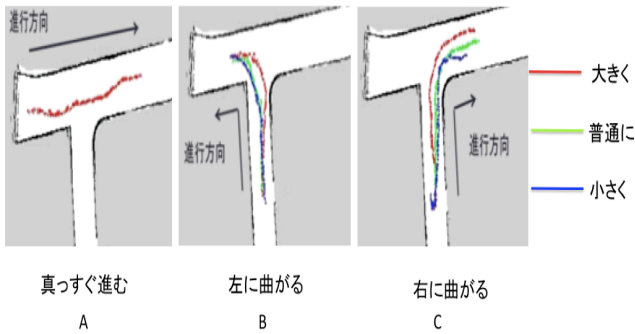 進行方向
進行方向
進行方向
大きく
普通に
小さく
真っすぐ進む
左に曲がる
右に曲がる
A
B
C